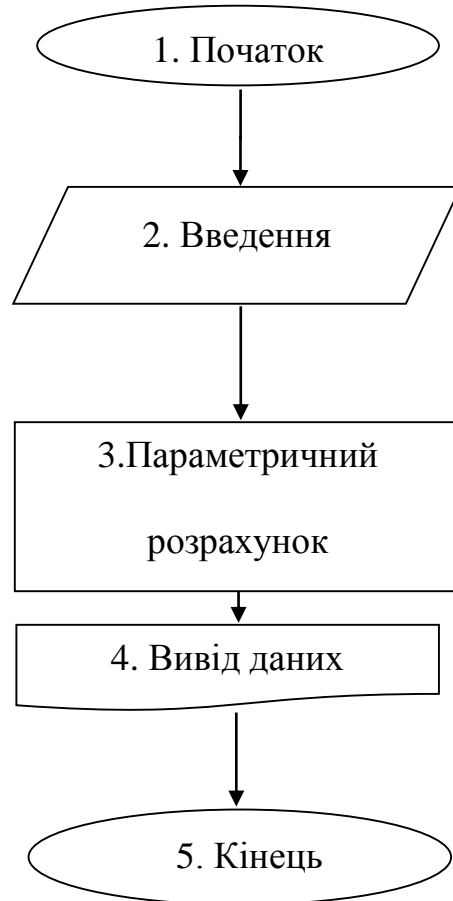 1. Початок
2. Введення
3.Параметричний
розрахунок
4. Вивід даних
5. Кінець